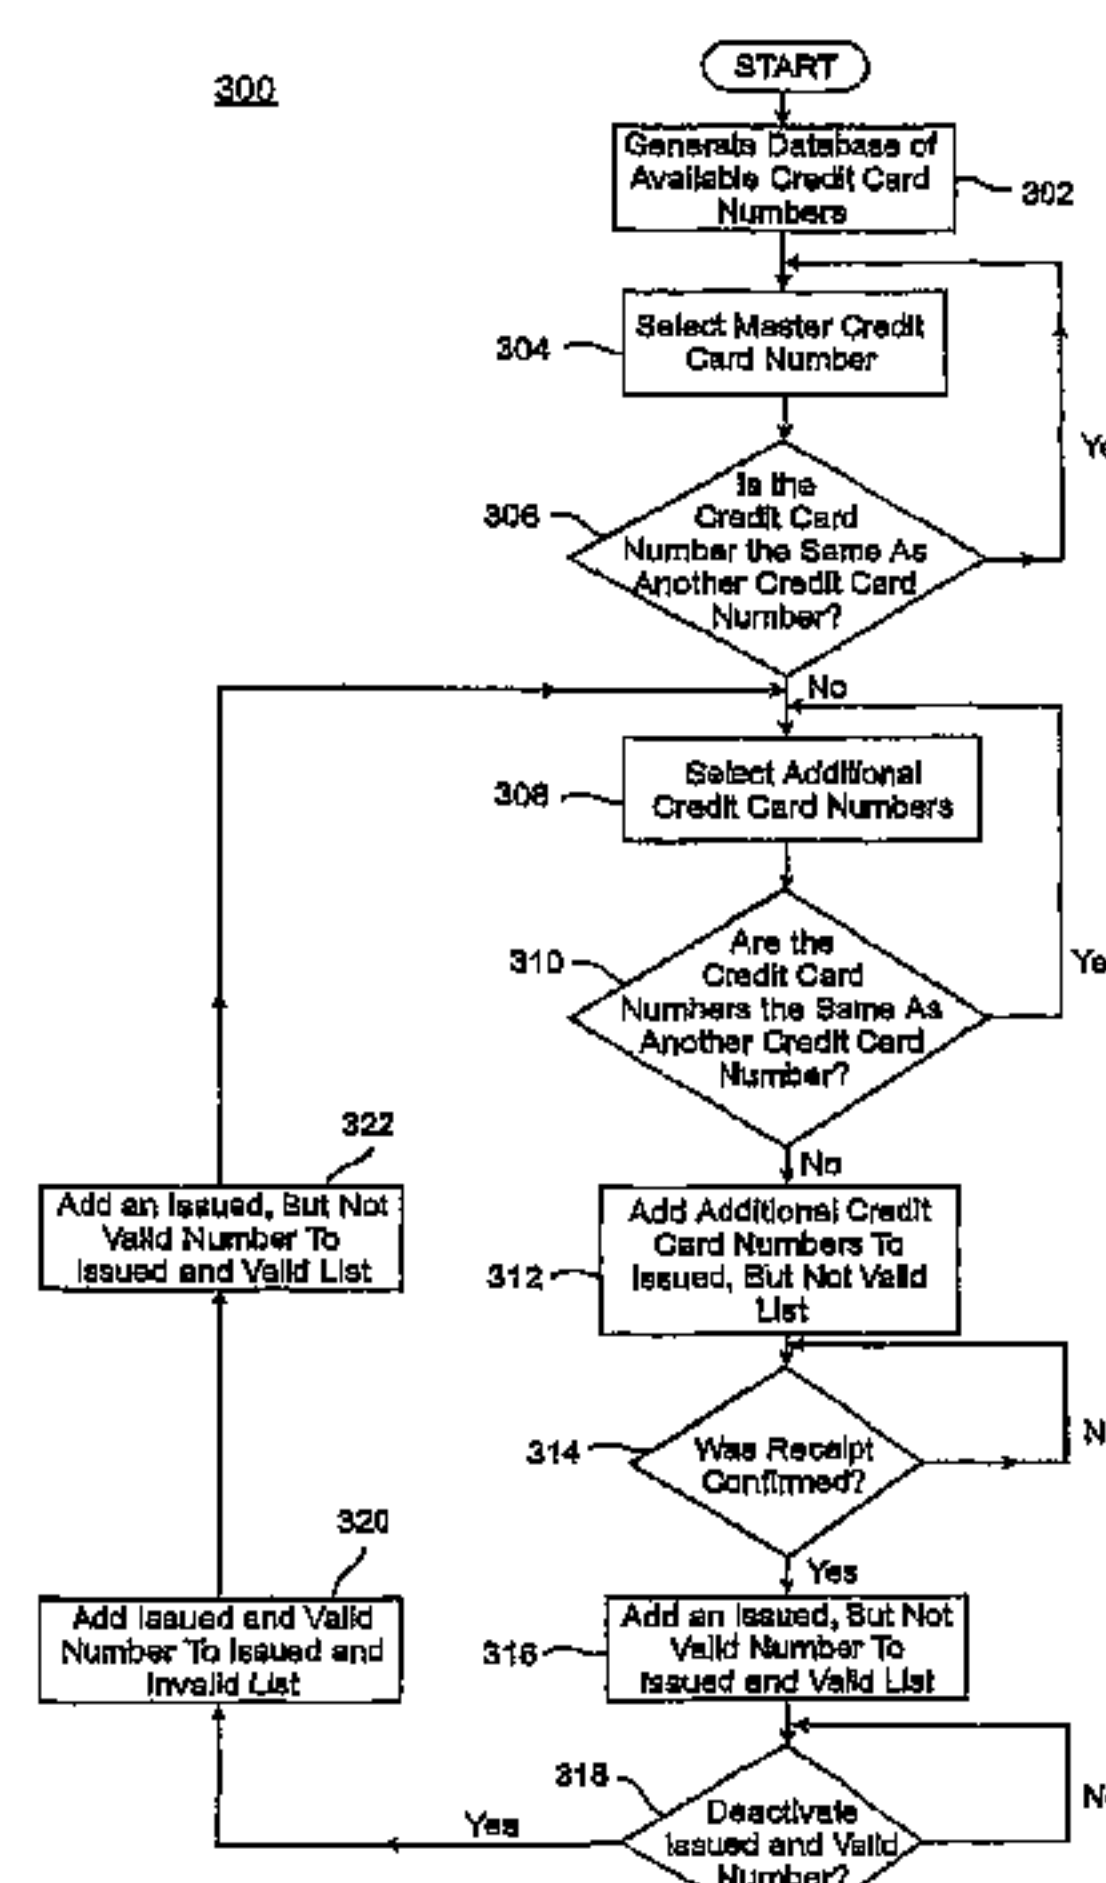 300
START
Generate Database of
Available Credit Card
Numbers
302
304
Select Master Credit
Card Number
Ye
306
Is the
Credit Card
Number the Same As
Another Credit Card
Number?
No
308
Select Additional
Credit Card Numbers
310
Are the
Credit Card
Numbers the Same As
Another Credit Card
Number?
Ye
No
322
Add an Issued, But Not
Valid Number To
Issued and Valid List
312
Add Additional Credit
Card Numbers To
Issued, But Not Valid
List
314
Was Receipt
Confirmed?
N
Yes
320
Add Issued and Valid
Number To Issued and
Invalid List
316
Add an Issued, But Not
Valid Number To
Issued and Valid List
318
Deactivate
Issued and Valid
Number?
No
Yes